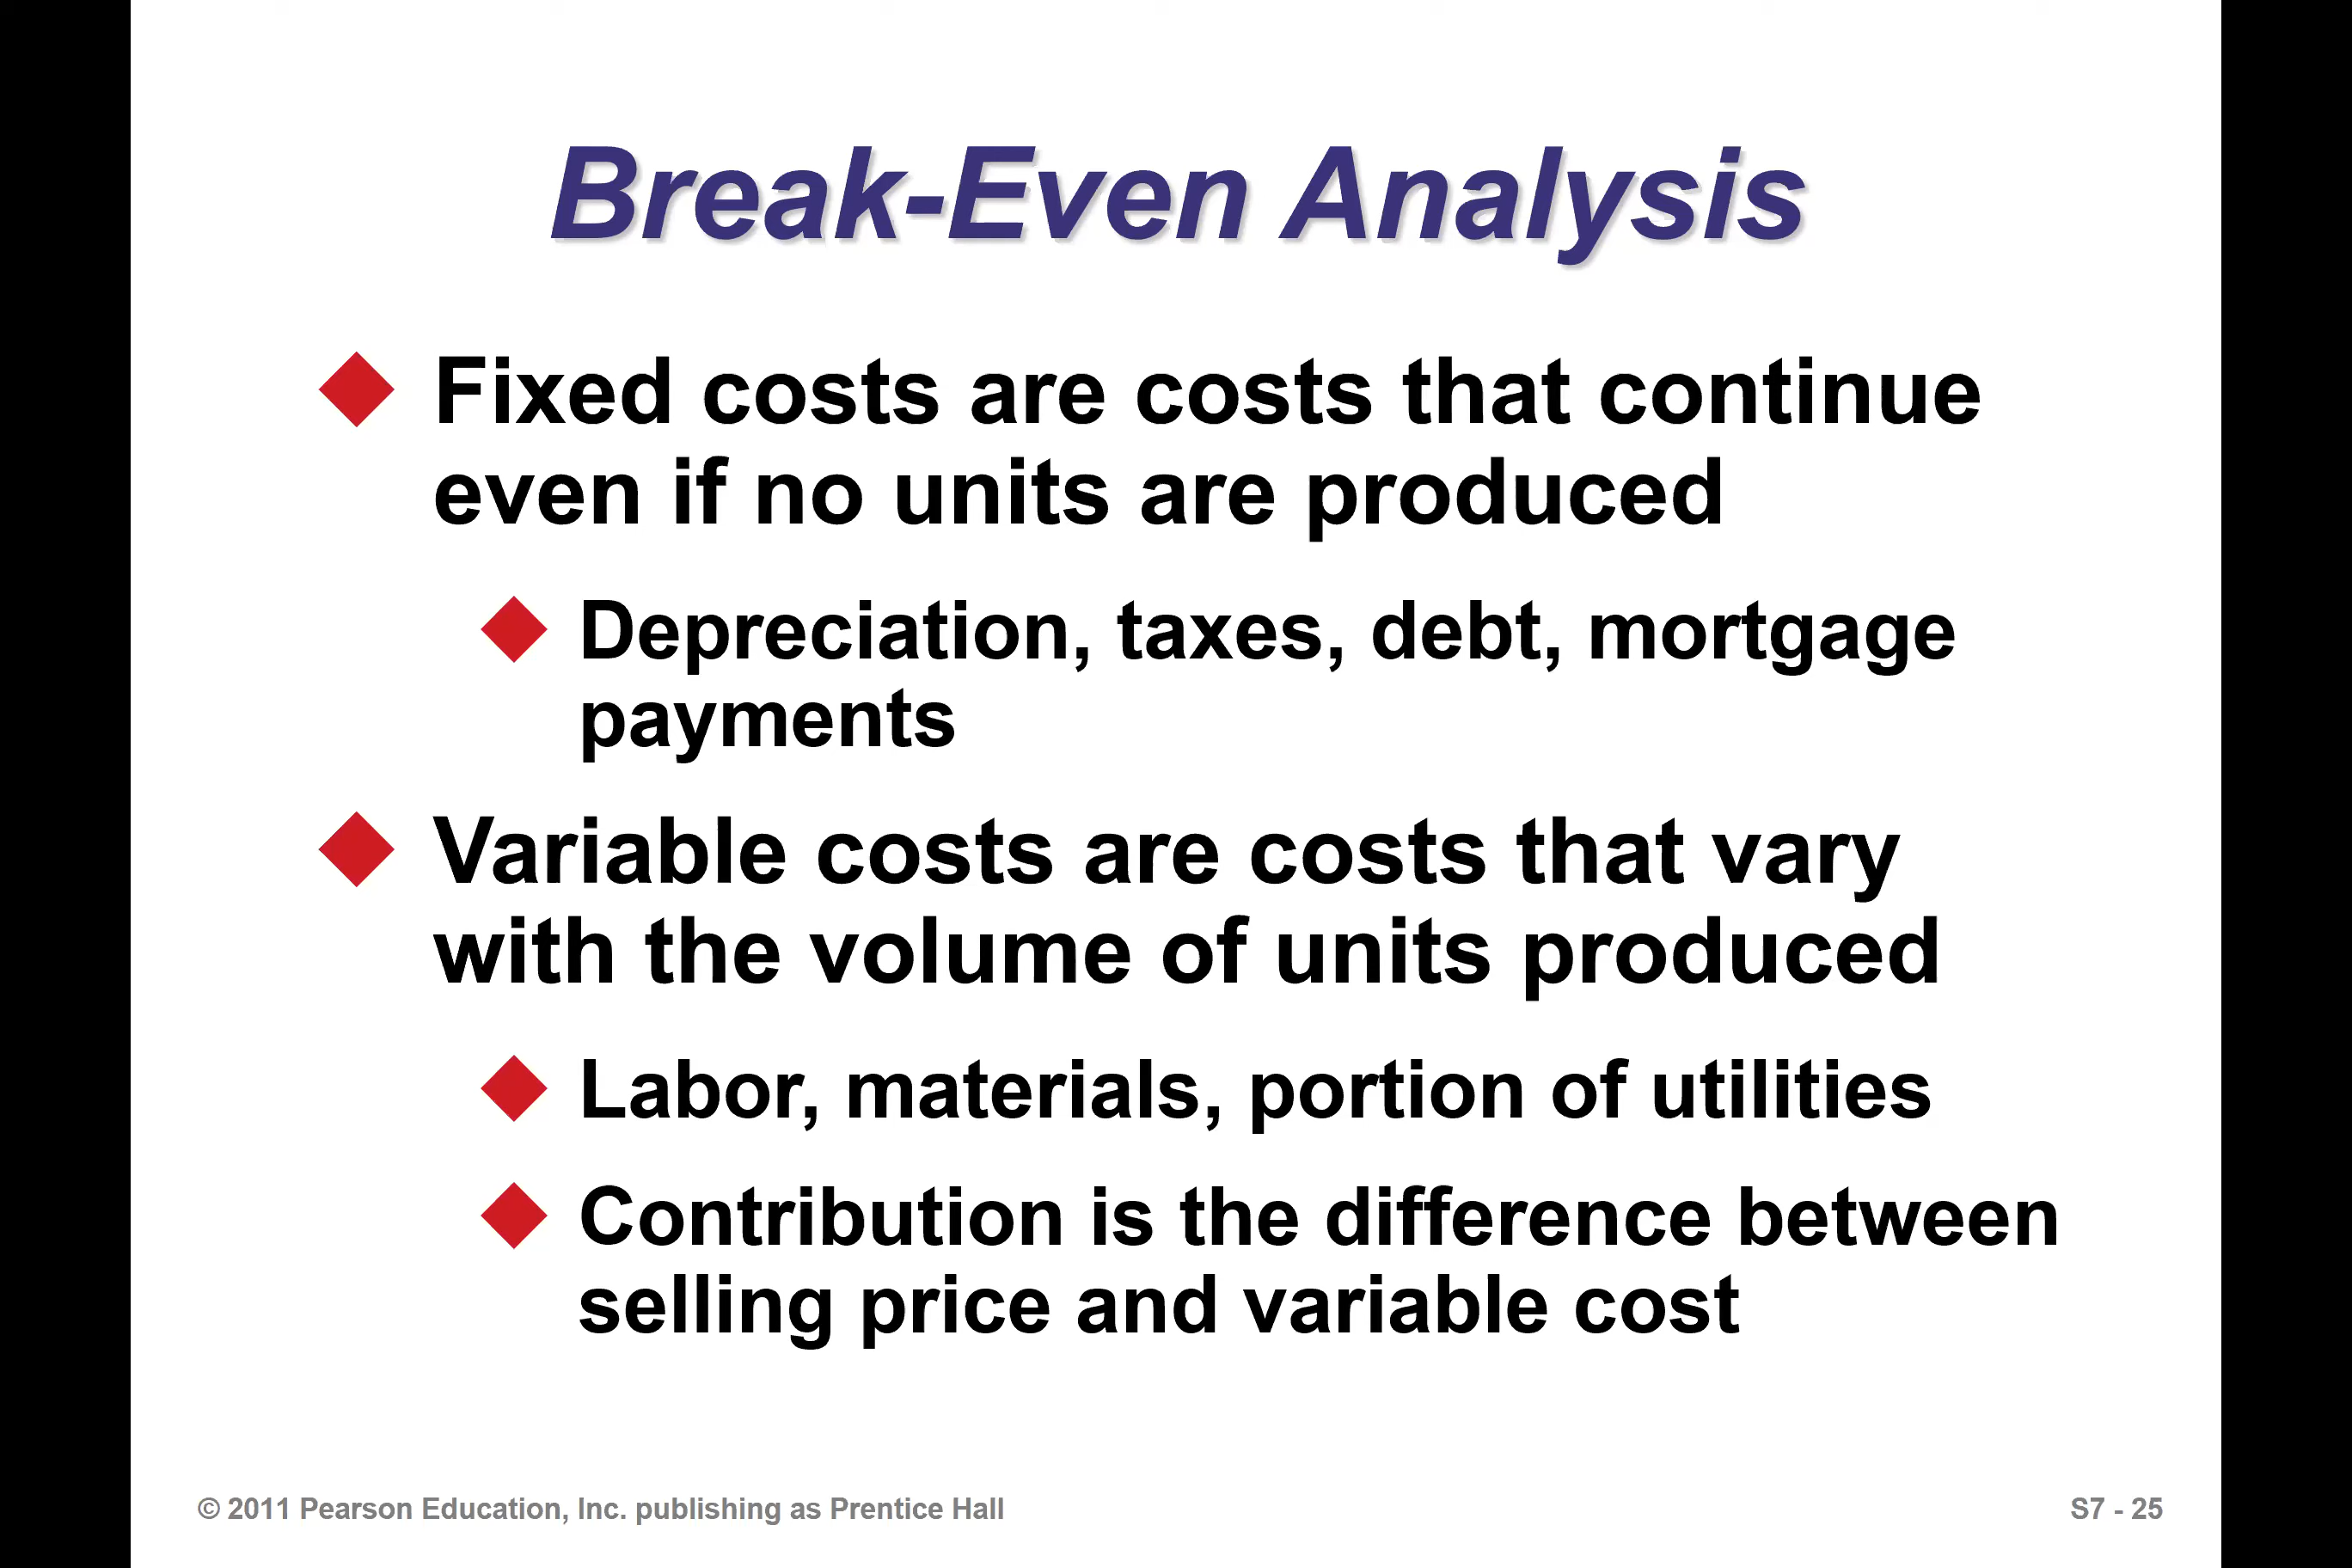 Break-Even Analysis
Fixed costs are costs that continue
even if no units are produced
Depreciation, taxes, debt, mortgage
payments
Variable costs are costs that vary
with the volume of units produced
Labor, materials, portion of utilities
Contribution is the difference between
selling price and variable cost
© 2011 Pearson Education, Inc. publishing as Prentice Hall
S7 - 25